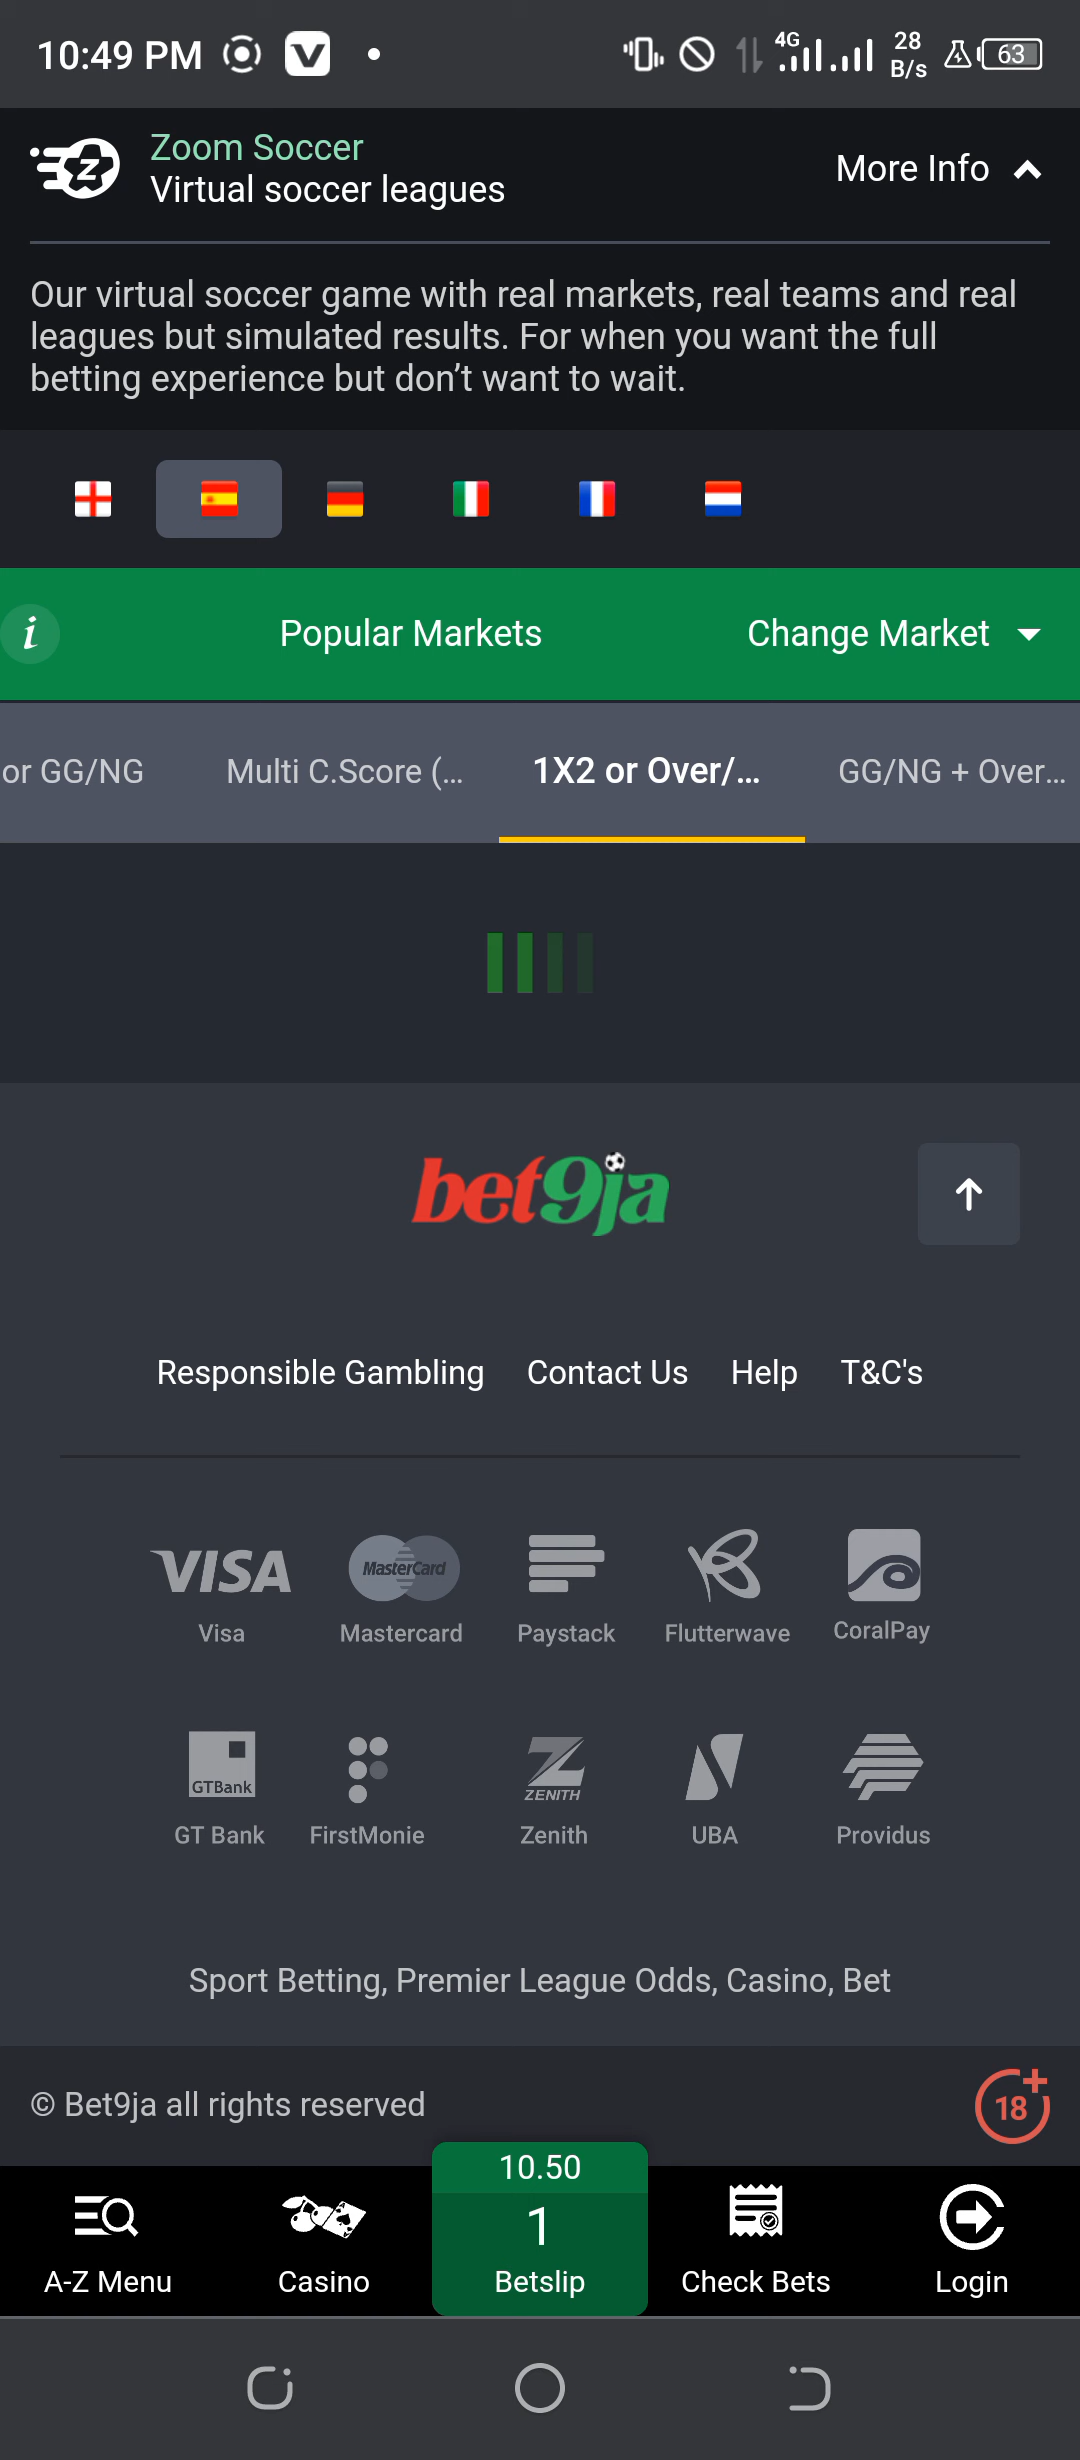 10:49 PM
4G
28
B/s
63
Zoom Soccer
Virtual soccer leagues
More Info
Our virtual soccer game with real markets, real teams and real
leagues but simulated results. For when you want the full
betting experience but don’t want to wait.
Popular Markets
Change Market
or GG/NG
Multi C.Score (...
1X2 or Over/...
GG/NG + Over...
bet9ja
Responsible Gambling
Contact Us
Help
T&C's
VISA
MasterCard
Visa
Mastercard
Paystack
Flutterwave
CoralPay
GTBank
ZENITH
GT Bank
FirstMonie
Zenith
UBA
Providus
Sport Betting, Premier League Odds, Casino, Bet
© Bet9ja all rights reserved
18+
10.50
1
A-Z Menu
Casino
Betslip
Check Bets
Login